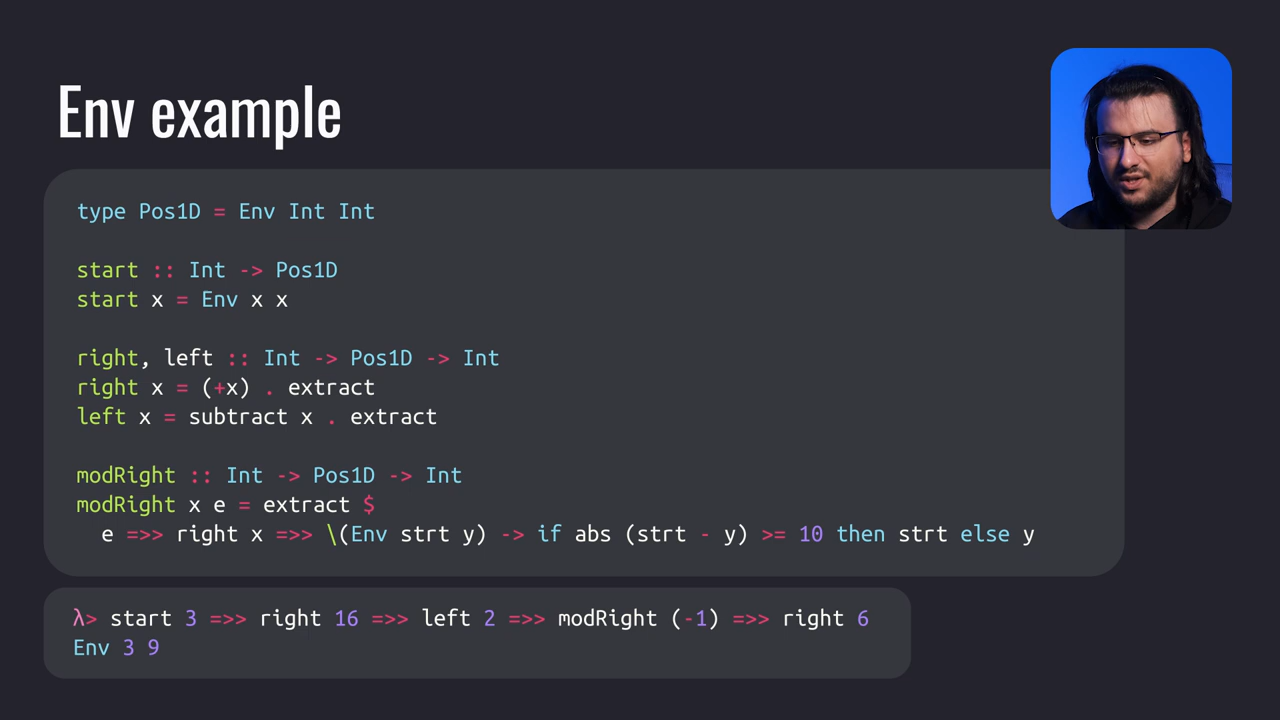 Env example
type Pos1D = Env Int Int
start :: Int -> Pos1D
start x = Env x x
right, left :: Int -> Pos1D -> Int
right x = (+x) . extract
left x = subtract x . extract
modRight :: Int -> Pos1D -> Int
modRight x e = extract $
  e =>> right x =>> \(Env strt y) -> if abs (strt - y) >= 10 then strt else y
λ> start 3 =>> right 16 =>> left 2 =>> modRight (-1) =>> right 6
Env 3 9